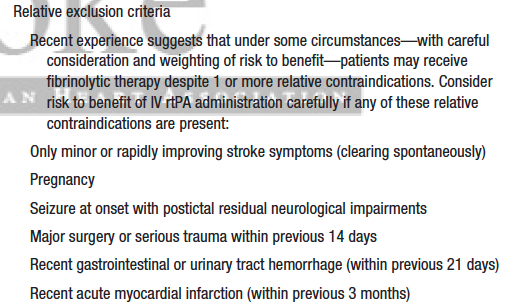 Relative exclusion criteria
Recent experience suggests that under some circumstances—with careful
consideration and weighting of risk to benefit—patients may receive
fibrinolytic therapy despite 1 or more relative contraindications. Consider
risk to benefit of IV rtPA administration carefully if any of these relative
contraindications are present:
Only minor or rapidly improving stroke symptoms (clearing spontaneously)
Pregnancy
Seizure at onset with postictal residual neurological impairments
Major surgery or serious trauma within previous 14 days
Recent gastrointestinal or urinary tract hemorrhage (within previous 21 days)
Recent acute myocardial infarction (within previous 3 months)